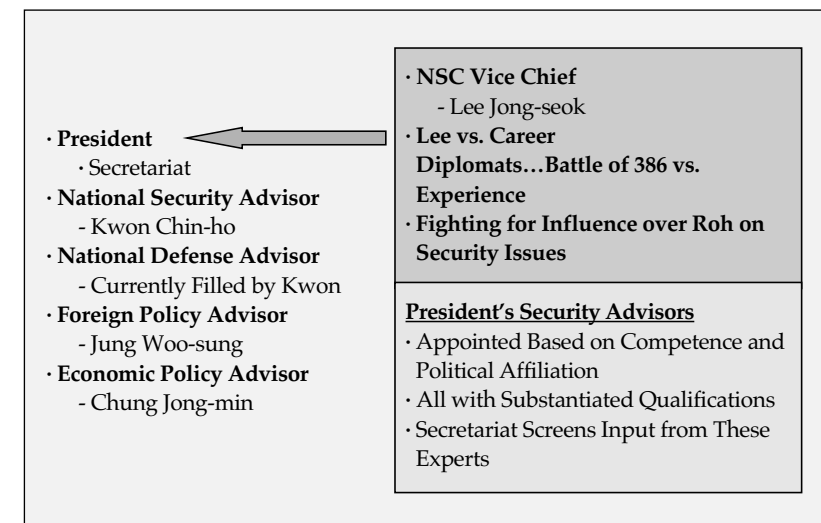 · President
· Secretariat
· National Security Advisor
- Kwon Chin-ho
· National Defense Advisor
- Currently Filled by Kwon
· Foreign Policy Advisor
- Jung Woo-sung
· Economic Policy Advisor
- Chung Jong-min
· NSC Vice Chief
- Lee Jong-seok
· Lee vs. Career
Diplomats…Battle of 386 vs.
Experience
· Fighting for Influence over Roh on
Security Issues
President’s Security Advisors
· Appointed Based on Competence and
Political Affiliation
· All with Substantiated Qualifications
· Secretariat Screens Input from These
Experts